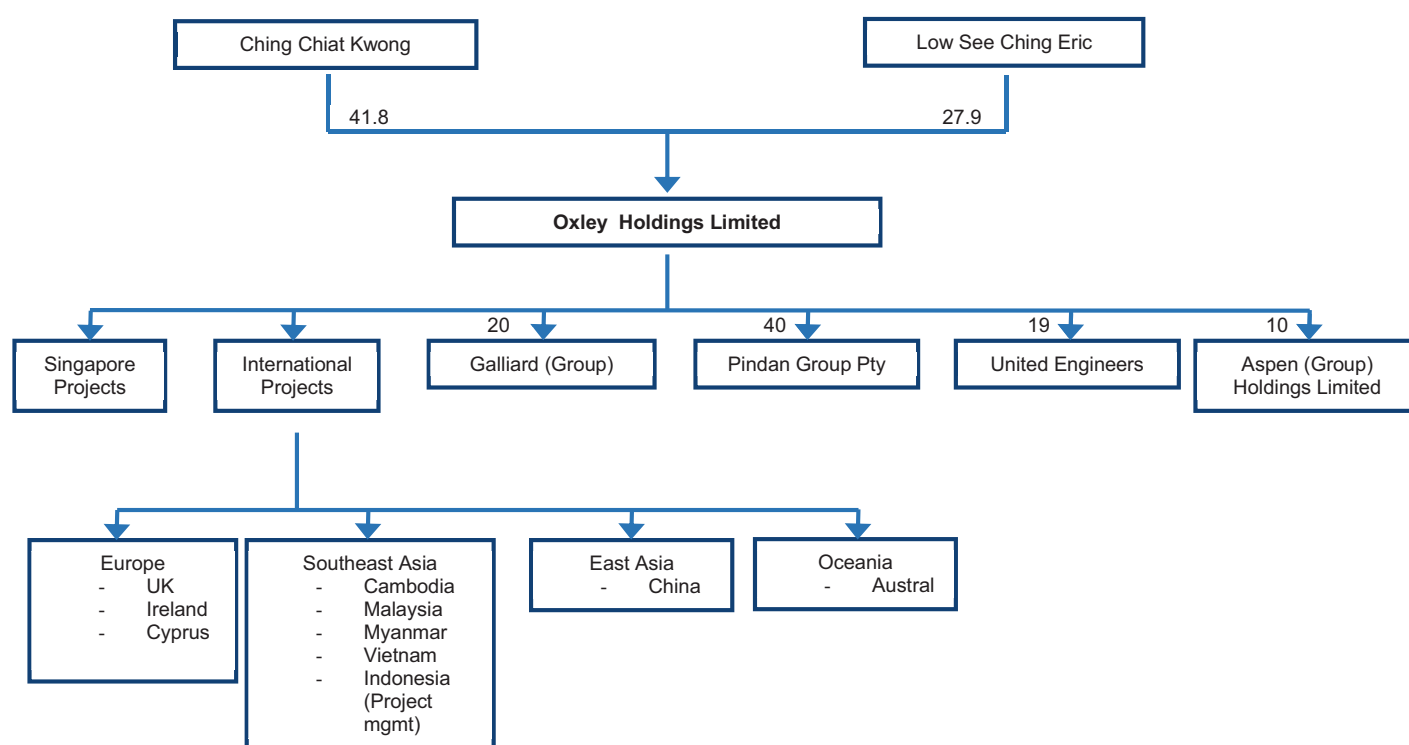 Ching Chiat Kwong
Low See Ching Eric
41.8
27.9
Oxley Holdings Limited
20
40
19
10
Singapore
Projects
International
Projects
Galliard (Group)
Pindan Group Pty
United Engineers
Aspen (Group)
Holdings Limited
Europe
- UK
- Ireland
- Cyprus
Southeast Asia
- Cambodia
- Malaysia
- Myanmar
- Vietnam
- Indonesia
(Project
mgmt)
East Asia
- China
Oceania
- Austral